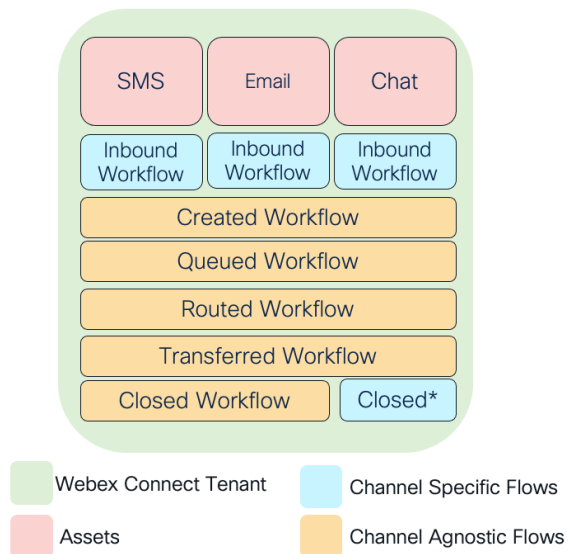 SMS
Email
Chat
Inbound
Workflow
Inbound
Workflow
Inbound
Workflow
Created Workflow
Queued Workflow
Routed Workflow
Transferred Workflow
Closed Workflow
Closed*
Webex Connect Tenant
Channel Specific Flows
Assets
Channel Agnostic Flows